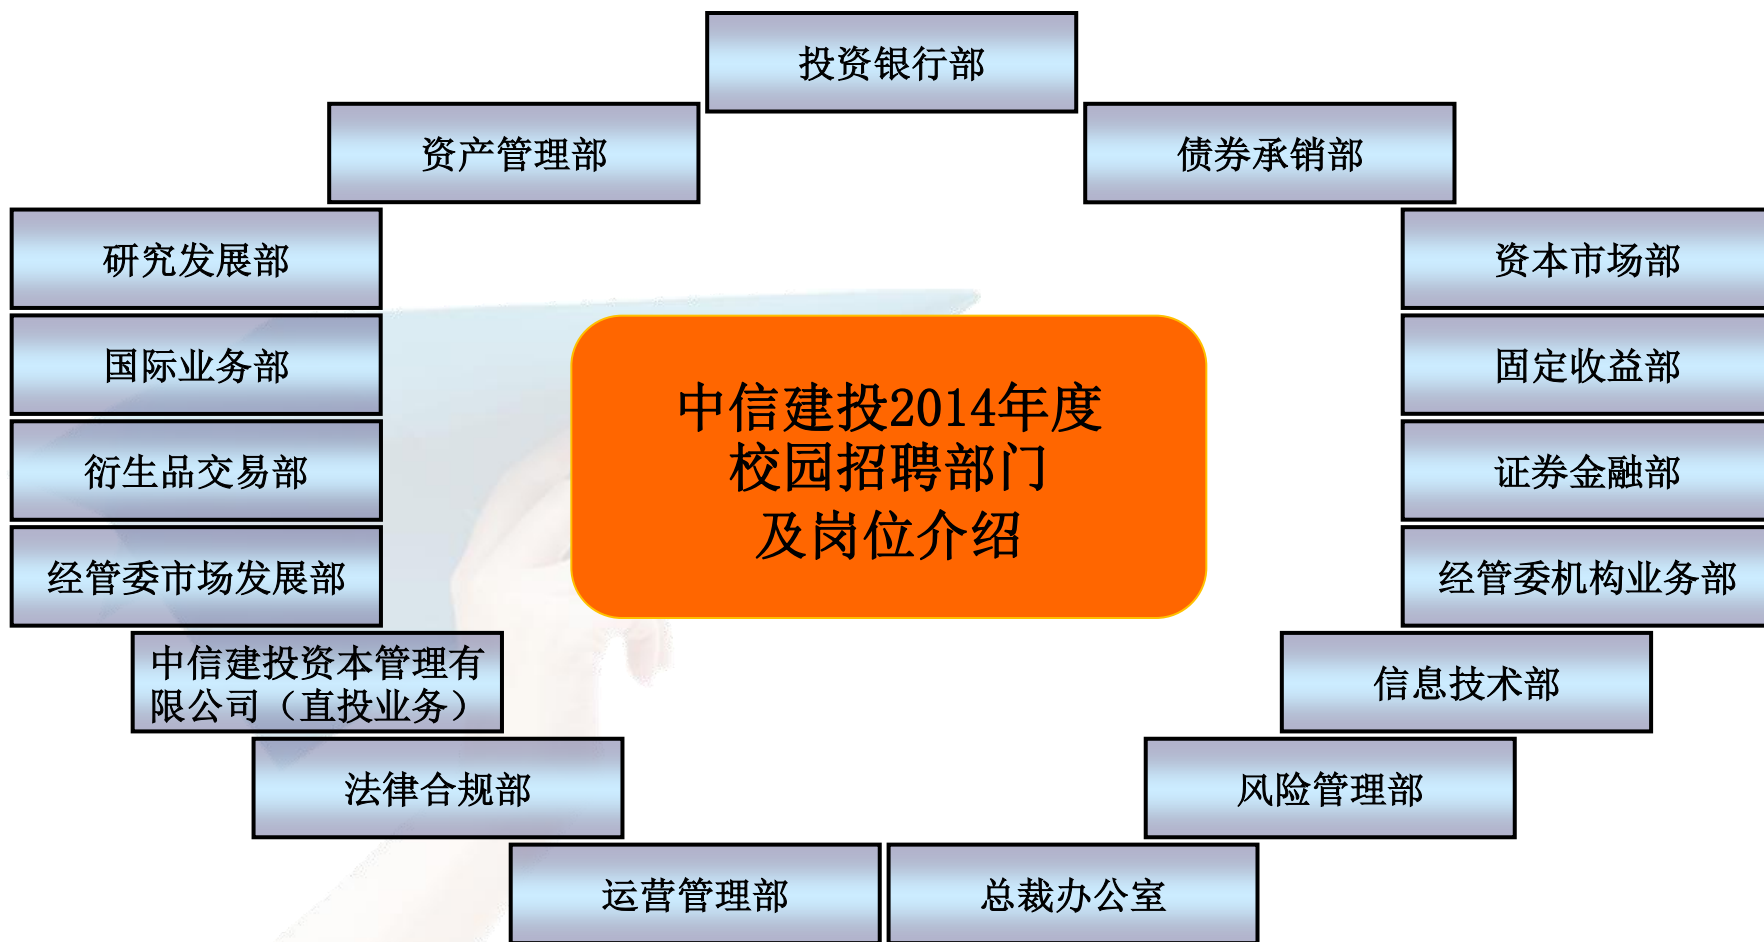 投资银行部
资产管理部
债券承销部
研究发展部
资本市场部
国际业务部
固定收益部
中信建投2014年度
校园招聘部门
及岗位介绍
衍生品交易部
证券金融部
经管委市场发展部
经管委机构业务部
中信建投资本管理有
限公司（直投业务）
信息技术部
法律合规部
风险管理部
运营管理部
总裁办公室